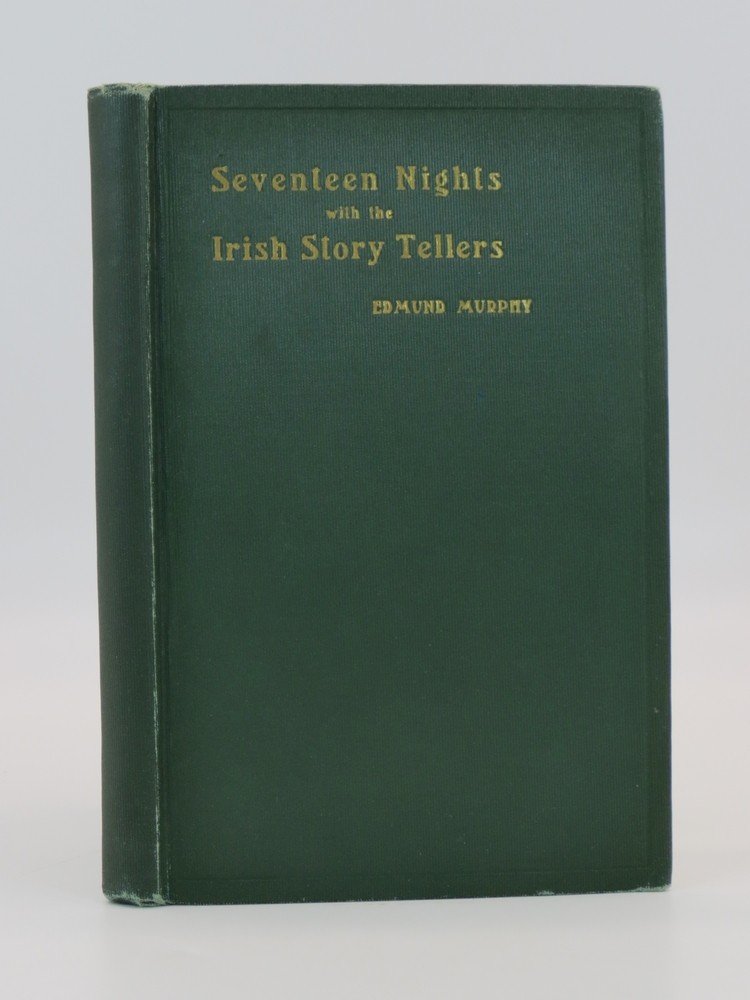 Seventeen Nights
with the
Irish Story Tellers
EDMUND MURPHY